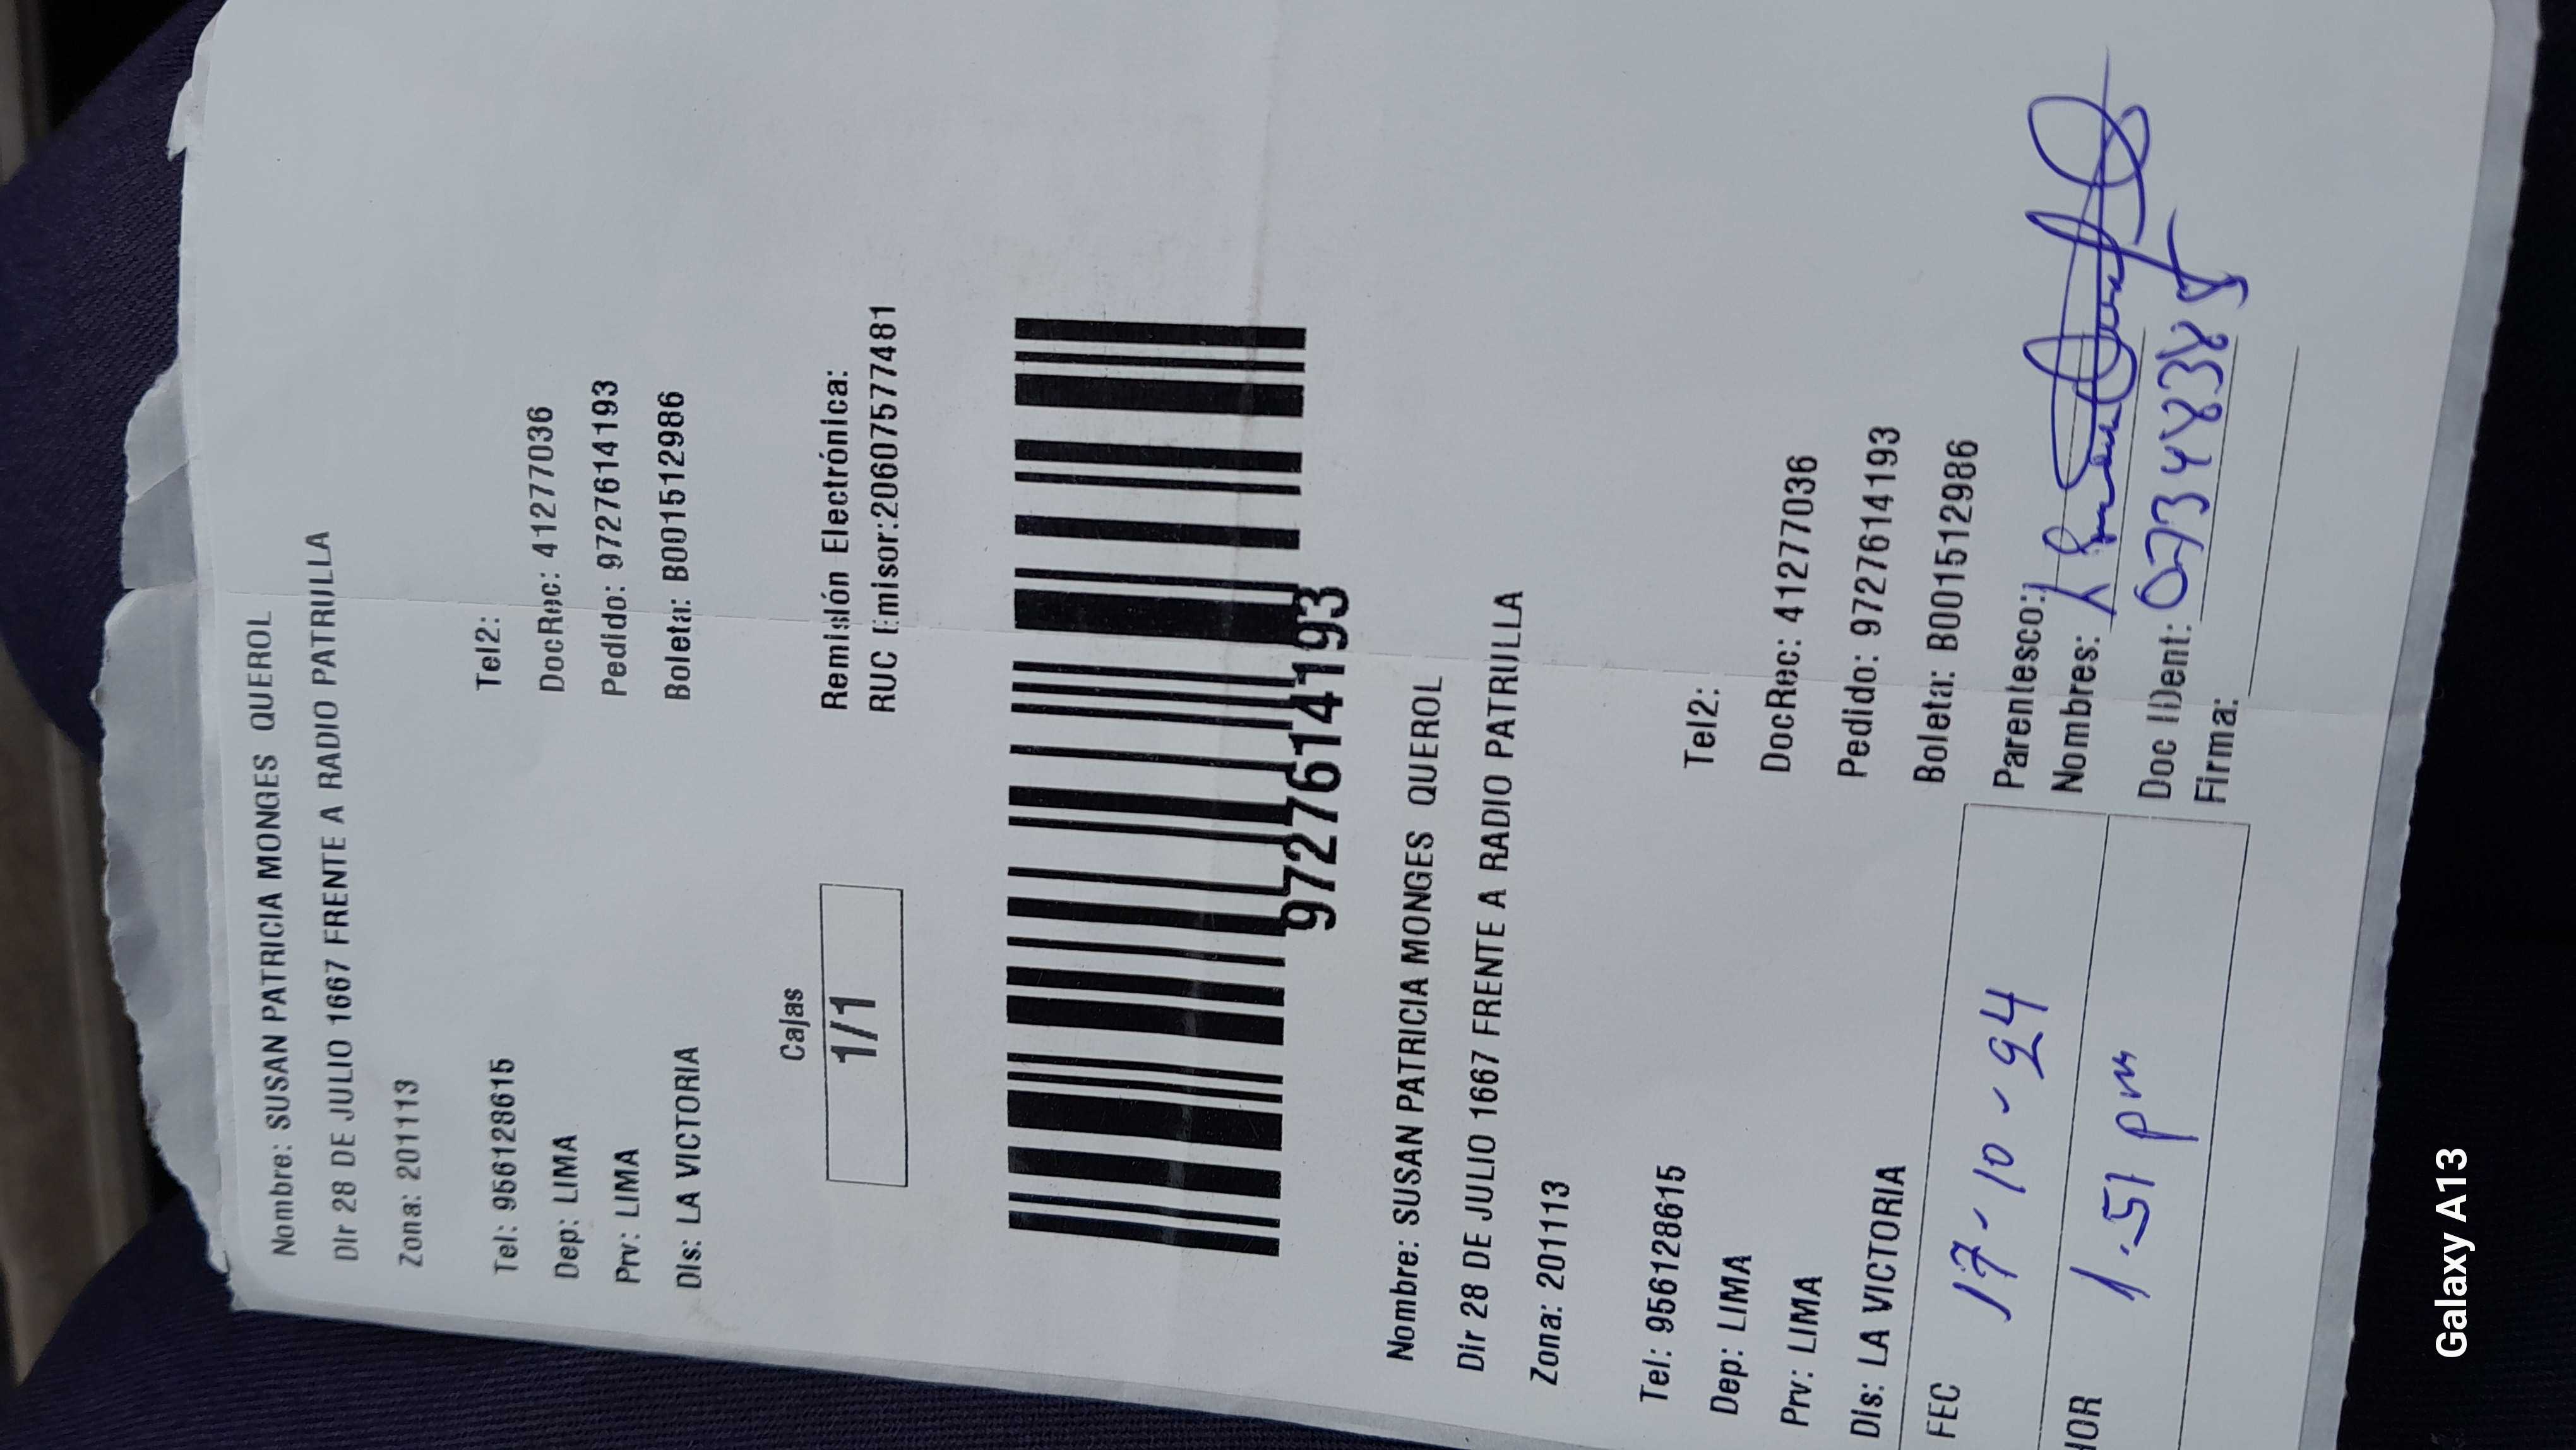 Nombre: SUSAN PATRICIA MONGES QUEROL
Dir 28 DE JULIO 1667 FRENTE A RADIO PATRULLA
Zona: 201113
Tel: 956128615 Tel2:
Dep: LIMA DocRec: 41277036
Prv: LIMA Pedido: 9727614193
Dis: LA VICTORIA Boleta: B001512986
Cajas
1/1
Remisión Electrónica:
RUC Emisor:20607577481
9727614193
Nombre: SUSAN PATRICIA MONGES QUEROL
Dir 28 DE JULIO 1667 FRENTE A RADIO PATRULLA
Zona: 201113
Tel: 956128615 Tel2:
Dep: LIMA DocRec: 41277036
Prv: LIMA Pedido: 9727614193
Dis: LA VICTORIA Boleta: B001512986
FEC 17-10-24
HOR 1.51 pm
Parentesco:
Nombres:
Doc IDent:
Firma:
Galaxy A13